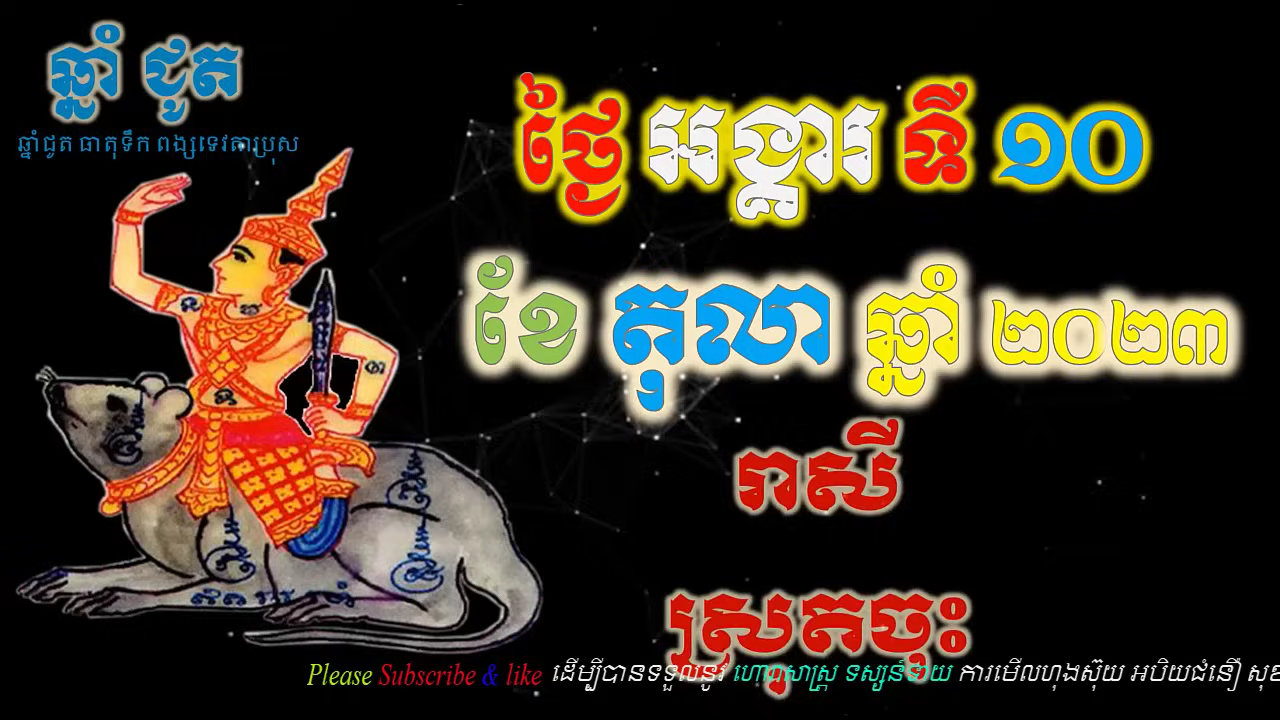 ឆ្នាំ ជូត
ឆ្នាំជូត ធាតុទឹក ពង្សទេវតាប្រុស
ថ្ងៃ អង្គារ ទី ១០
ខែ តុលា ឆ្នាំ ២០២៣
រាសី
ស្រុតចុះ
Please Subscribe & like ដើម្បីបានទទួលនូវ ហោរាសាស្ត្រ ទស្សន៍ទាយ ការមើលហុងស៊ុយ អបិយជំនឿ